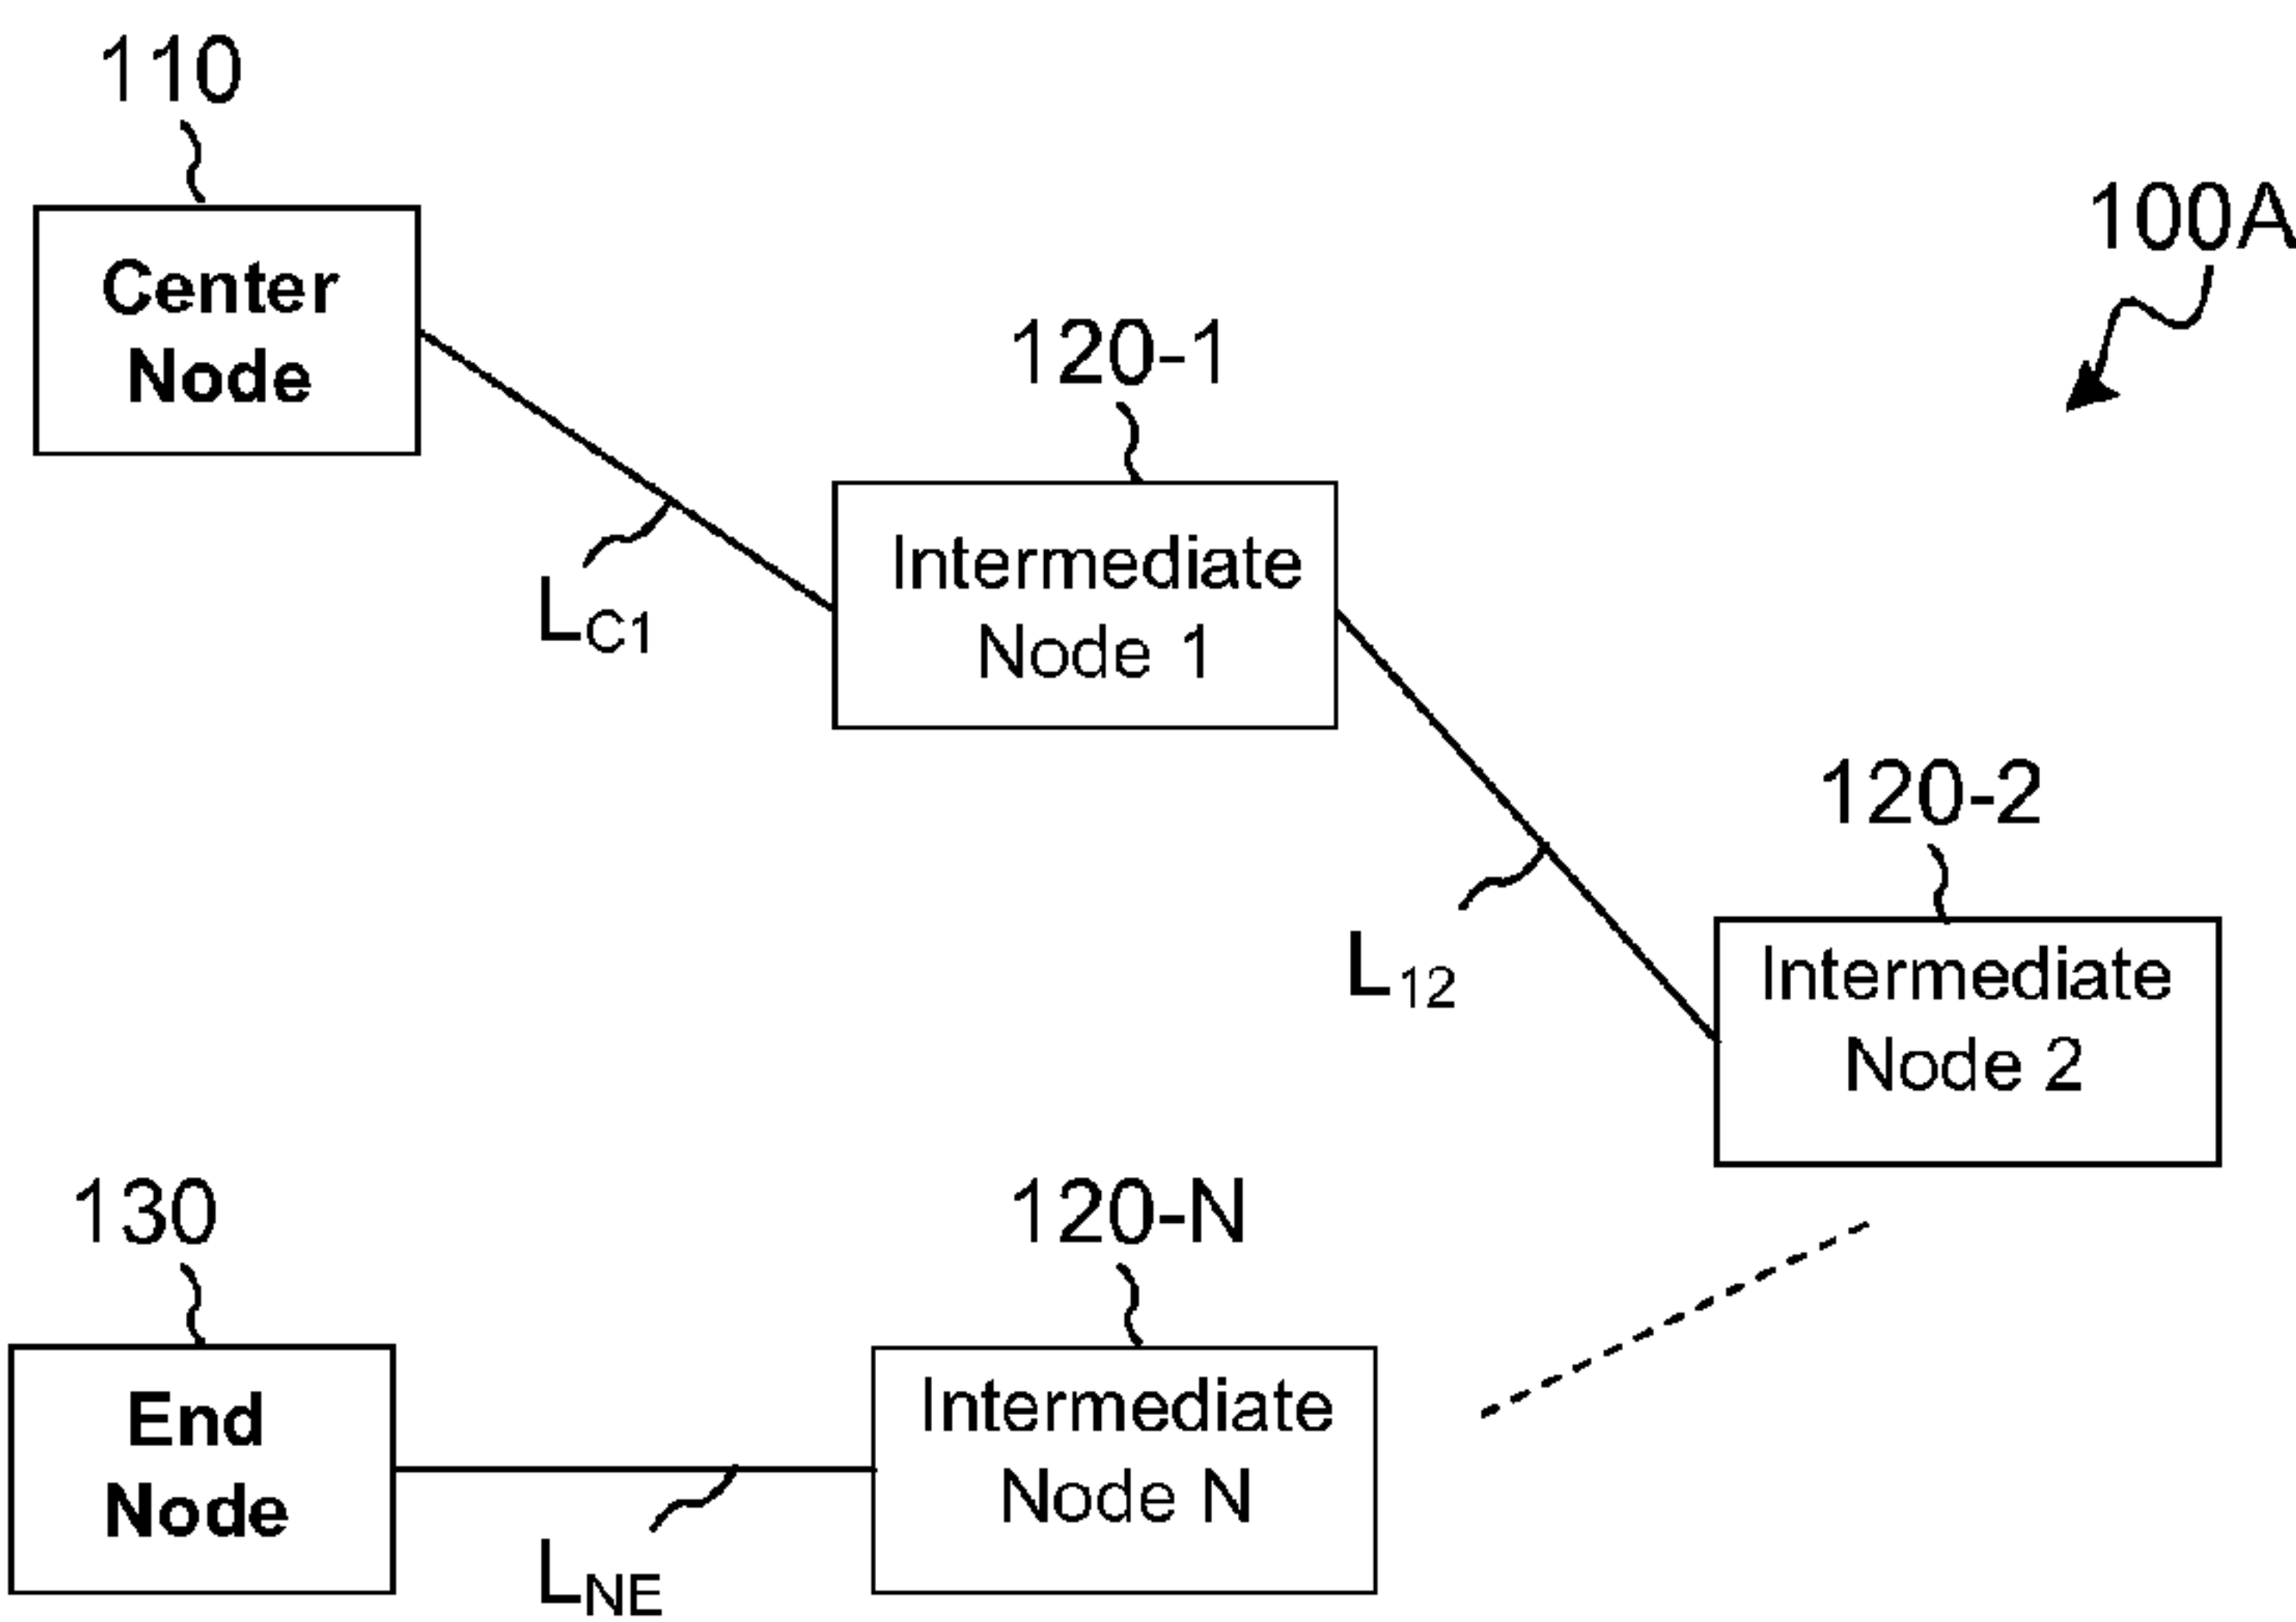 110
100A
Center
Node
120-1
Intermediate
Node 1
LC1
120-2
L12
Intermediate
Node 2
130
120-N
End
Node
Intermediate
Node N
LNE